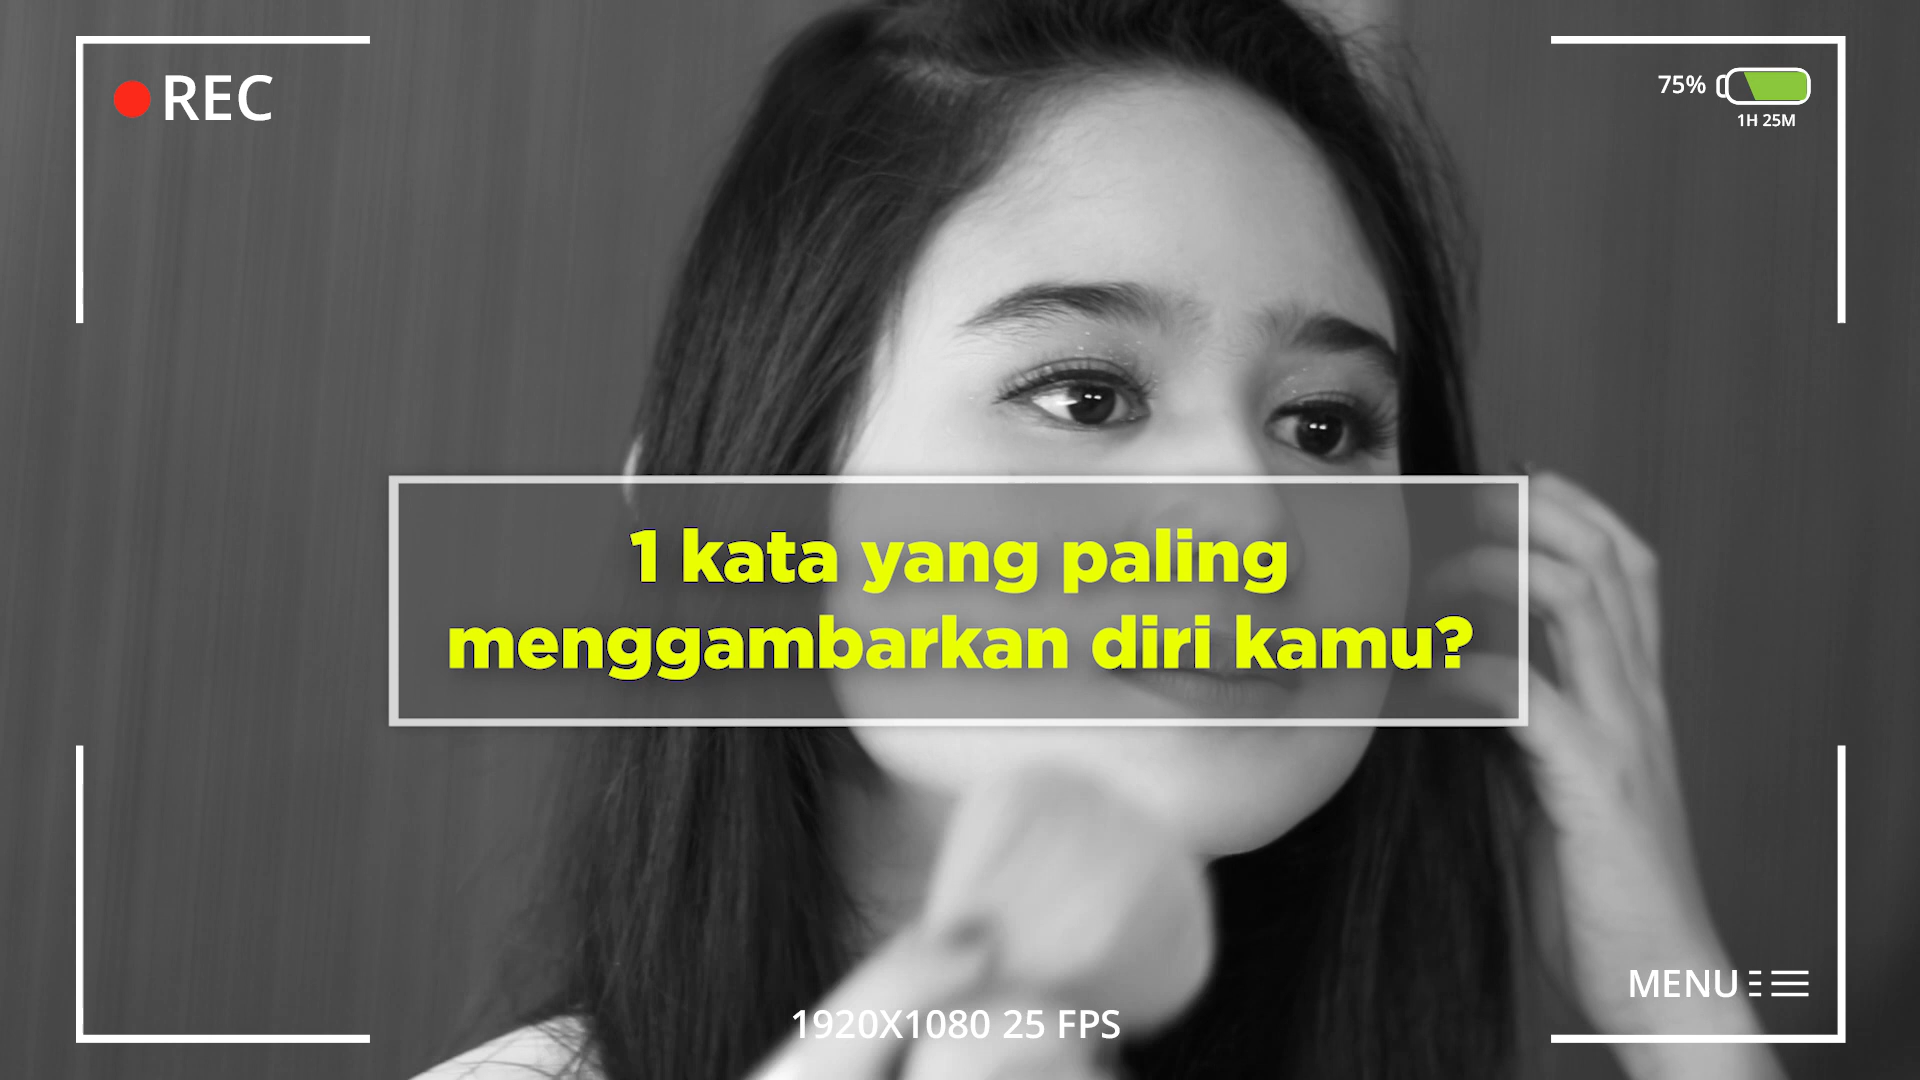 REC
75%
1H 25M
1 kata yang paling
menggambarkan diri kamu?
MENU
1920X1080 25 FPS